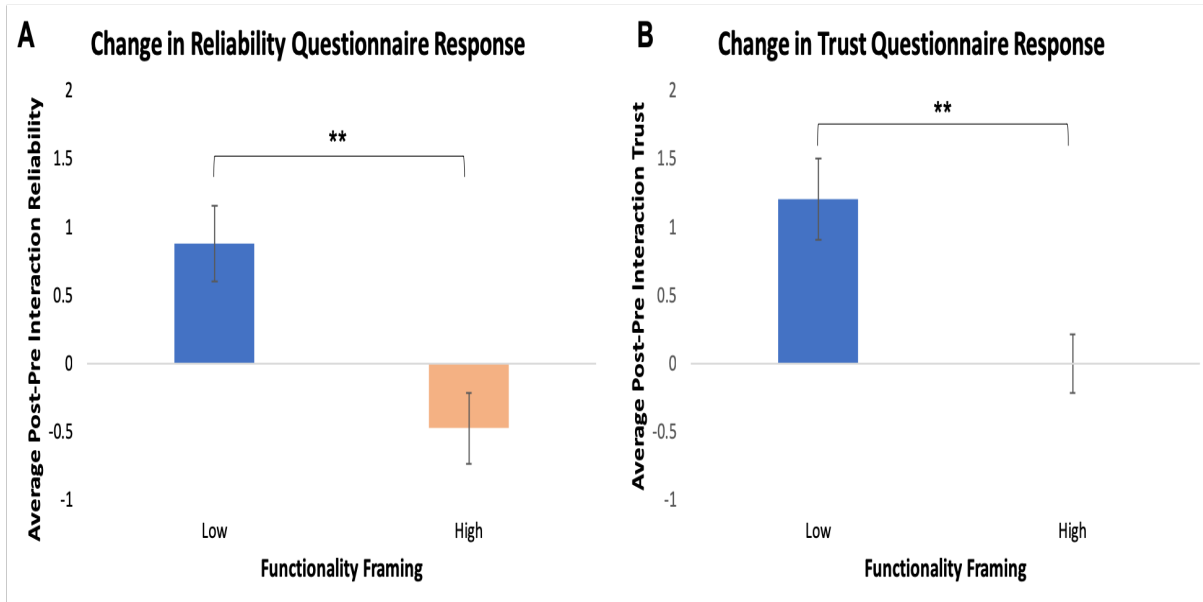 A
Change in Reliability Questionnaire Response
Average Post-Pre Interaction Reliability
2
1.5
1
0.5
0
-0.5
-1
**
Low
High
Functionality Framing
B
Change in Trust Questionnaire Response
Average Post-Pre Interaction Trust
2
1.5
1
0.5
0
-0.5
-1
**
Low
High
Functionality Framing